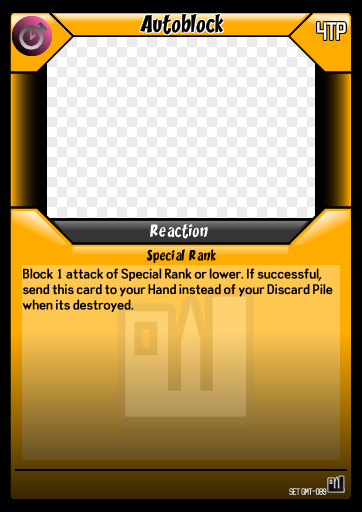 Autoblock
4TP
Reaction
Special Rank
Block 1 attack of Special Rank or lower. If successful,
send this card to your Hand instead of your Discard Pile
when its destroyed.
SET GMT-089